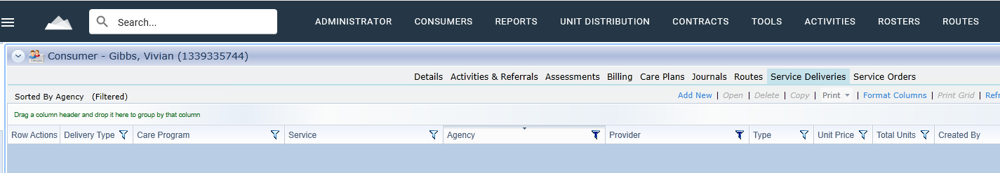 Search... ADMINISTRATOR CONSUMERS REPORTS UNIT DISTRIBUTION CONTRACTS TOOLS ACTIVITIES ROSTERS ROUTES
Consumer - Gibbs, Vivian (1339335744)
Details Activities & Referrals Assessments Billing Care Plans Journals Routes Service Deliveries Service Orders
Sorted By Agency (Filtered) Add New | Open | Delete | Copy | Print | Format Columns | Print Grid | Refr
Drag a column header and drop it here to group by that column
Row Actions Delivery Type Care Program Service Agency Provider Type Unit Price Total Units Created By